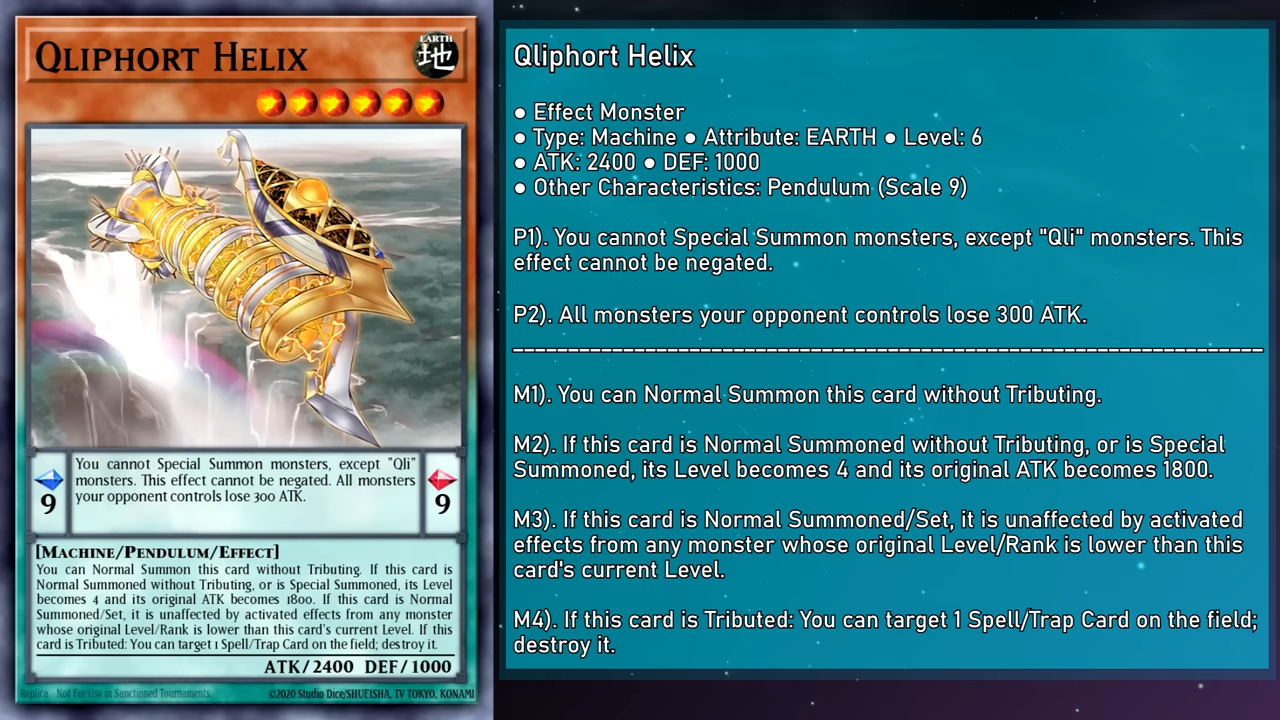 QLIPHORT HELIX
EARTH
地
9
You cannot Special Summon monsters, except "Qli"
monsters. This effect cannot be negated. All monsters
your opponent controls lose 300 ATK.
9
[MACHINE/PENDULUM/EFFECT]
You can Normal Summon this card without Tributing. If this card is
Normal Summoned without Tributing, or is Special Summoned, its Level
becomes 4 and its original ATK becomes 1800. If this card is Normal
Summoned/Set, it is unaffected by activated effects from any monster
whose original Level/Rank is lower than this card's current Level. If this
card is Tributed: You can target 1 Spell/Trap Card on the field; destroy it.
ATK/2400 DEF/1000
Replica - Not For Use in Sanctioned Tournaments
©2020 Studio Dice/SHUEISHA, TV TOKYO, KONAMI
Qliphort Helix
● Effect Monster
● Type: Machine ● Attribute: EARTH ● Level: 6
● ATK: 2400 ● DEF: 1000
● Other Characteristics: Pendulum (Scale 9)
P1). You cannot Special Summon monsters, except "Qli" monsters. This
effect cannot be negated.
P2). All monsters your opponent controls lose 300 ATK.
M1). You can Normal Summon this card without Tributing.
M2). If this card is Normal Summoned without Tributing, or is Special
Summoned, its Level becomes 4 and its original ATK becomes 1800.
M3). If this card is Normal Summoned/Set, it is unaffected by activated
effects from any monster whose original Level/Rank is lower than this
card's current Level.
M4). If this card is Tributed: You can target 1 Spell/Trap Card on the field;
destroy it.